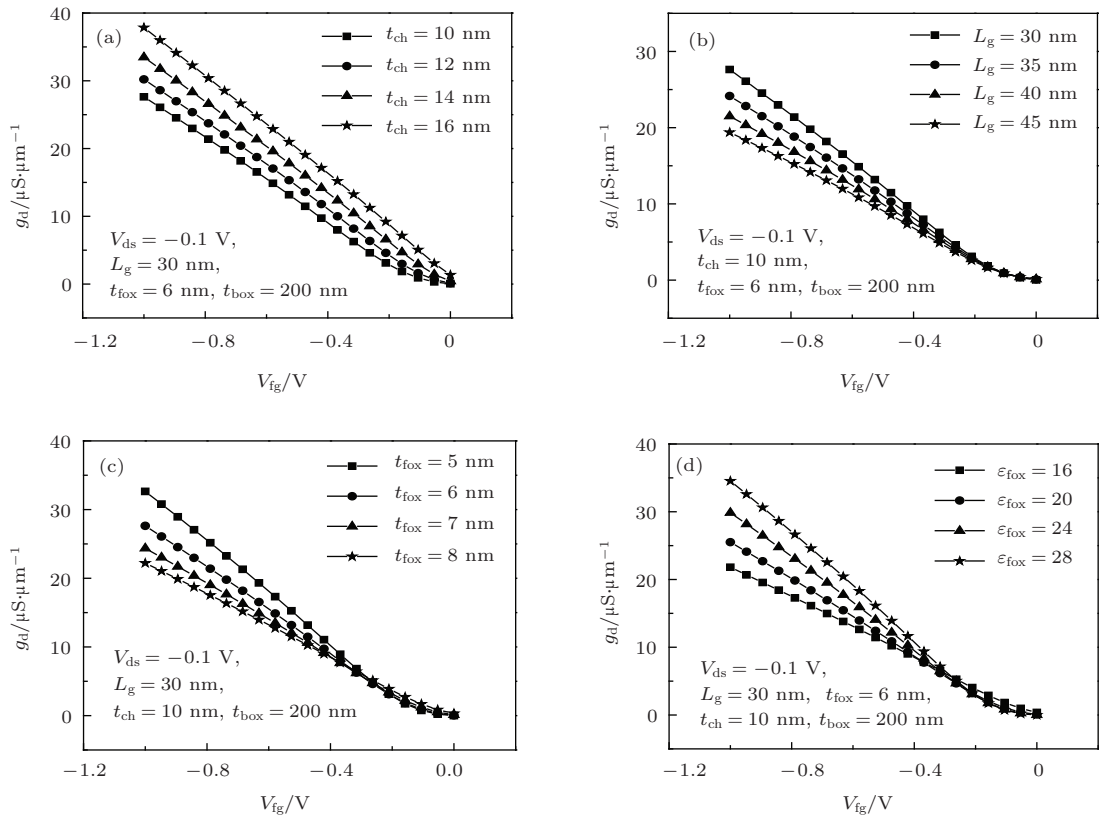 (a)
t_ch = 10 nm
t_ch = 12 nm
t_ch = 14 nm
t_ch = 16 nm
40
30
20
10
0
g_d/μS·μm⁻¹
V_ds = −0.1 V,
L_g = 30 nm,
t_fox = 6 nm, t_box = 200 nm
−1.2 −0.8 −0.4 0
V_fg/V
(b)
L_g = 30 nm
L_g = 35 nm
L_g = 40 nm
L_g = 45 nm
30
20
10
0
g_d/μS·μm⁻¹
V_ds = −0.1 V,
t_ch = 10 nm,
t_fox = 6 nm, t_box = 200 nm
−1.2 −0.8 −0.4 0
V_fg/V
(c)
t_fox = 5 nm
t_fox = 6 nm
t_fox = 7 nm
t_fox = 8 nm
40
30
20
10
0
g_d/μS·μm⁻¹
V_ds = −0.1 V,
L_g = 30 nm,
t_ch = 10 nm, t_box = 200 nm
−1.2 −0.8 −0.4 0.0
V_fg/V
(d)
ε_fox = 16
ε_fox = 20
ε_fox = 24
ε_fox = 28
40
30
20
10
0
g_d/μS·μm⁻¹
V_ds = −0.1 V,
L_g = 30 nm, t_fox = 6 nm,
t_ch = 10 nm, t_box = 200 nm
−1.2 −0.8 −0.4 0
V_fg/V